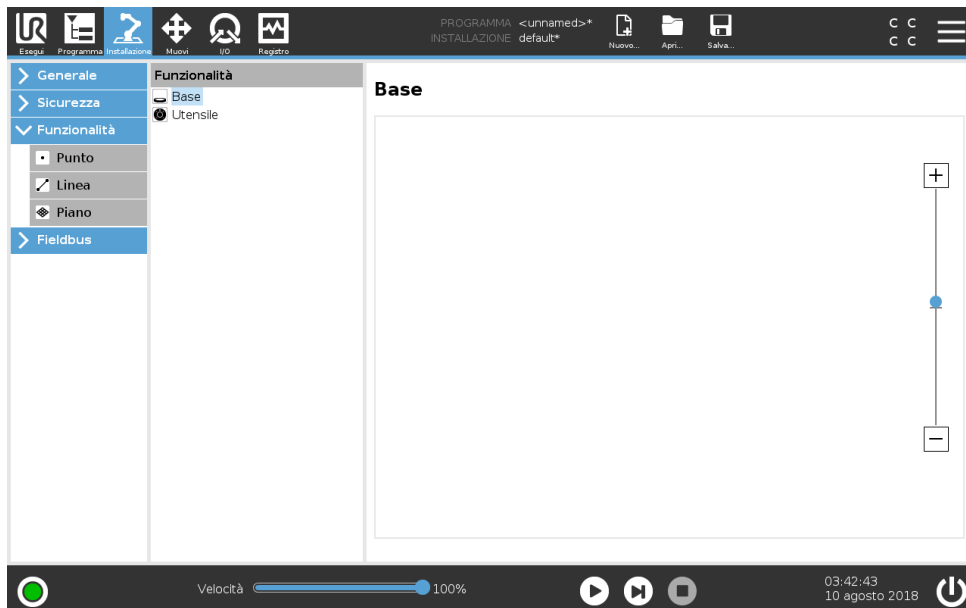 UR
Esegui
Programma
Installazione
Muovi
I/O
Registro
PROGRAMMA <unnamed>*
INSTALLAZIONE default*
Nuovo...
Apri...
Salva...
C C
C C
Generale
Sicurezza
Funzionalità
Punto
Linea
Piano
Fieldbus
Funzionalità
Base
Utensile
Base
Velocità
100%
03:42:43
10 agosto 2018